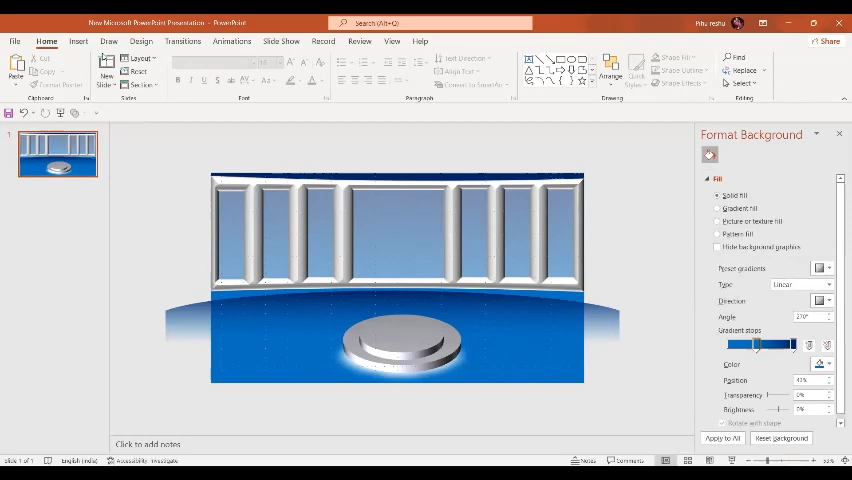 New Microsoft PowerPoint Presentation - PowerPoint
Search (Alt+Q)
Pihu reshu
File Home Insert Draw Design Transitions Animations Slide Show Record Review View Help
Share
Paste
Cut
Copy
Format Painter
Clipboard
New Slide
Layout
Reset
Section
Slides
Font
Text Direction
Align Text
Convert to SmartArt
Paragraph
Arrange
Quick Styles
Shape Fill
Shape Outline
Shape Effects
Drawing
Find
Replace
Select
Editing
1
Format Background
Fill
Solid fill
Gradient fill
Picture or texture fill
Pattern fill
Hide background graphics
Preset gradients
Type Linear
Direction
Angle 270°
Gradient stops
Color
Position 43%
Transparency 0%
Brightness 0%
Rotate with shape
Apply to All Reset Background
Click to add notes
Slide 1 of 1 English (India) Accessibility: Investigate
Notes Comments
53%